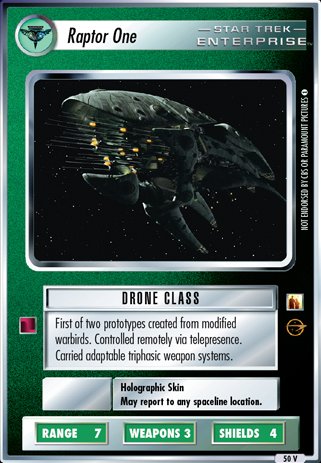 Raptor One
STAR TREK
ENTERPRISE
NOT ENDORSED BY CBS OR PARAMOUNT PICTURES
DRONE CLASS
First of two prototypes created from modified
warbirds. Controlled remotely via telepresence.
Carried adaptable triphasic weapon systems.
Holographic Skin
May report to any spaceline location.
RANGE 7 WEAPONS 3 SHIELDS 4
50 V